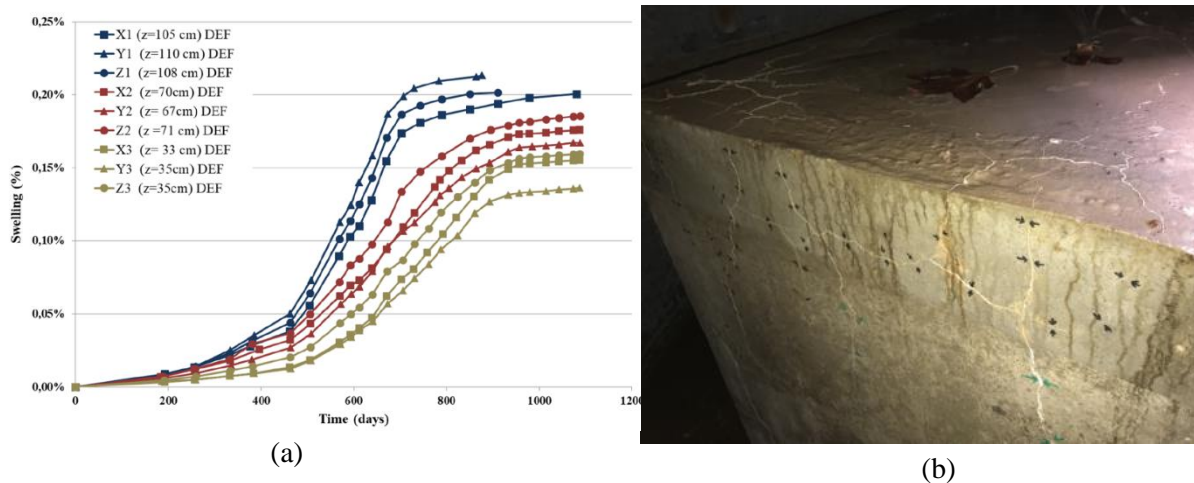 0,25%
0,20%
0,15%
0,10%
0,05%
0,00%
Swelling (%)
X1 (z=105 cm) DEF
Y1 (z=110 cm) DEF
Z1 (z=108 cm) DEF
X2 (z=70cm) DEF
Y2 (z= 67cm) DEF
Z2 (z =71 cm) DEF
X3 (z= 33 cm) DEF
Y3 (z=35cm) DEF
Z3 (z=35cm) DEF
0 200 400 600 800 1000 1200
Time (days)
(a)
(b)